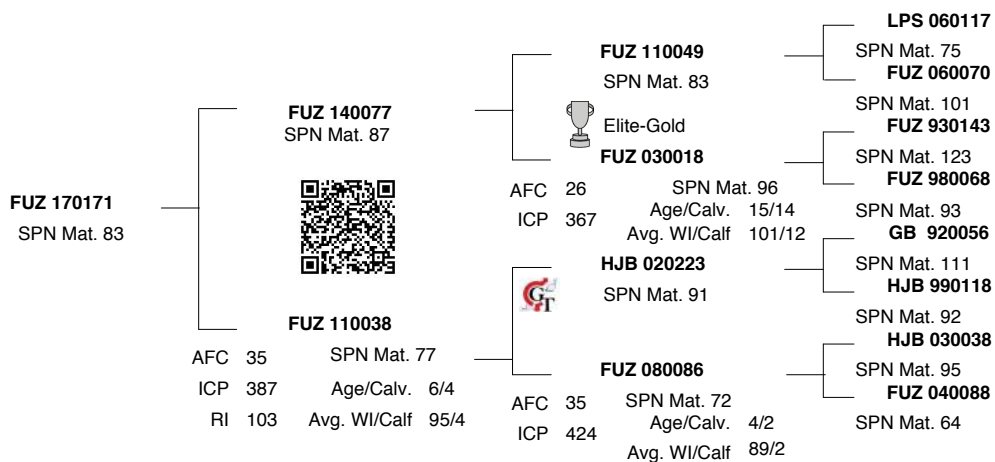 FUZ 170171
SPN Mat. 83
FUZ 140077
SPN Mat. 87
FUZ 110038
AFC 35 SPN Mat. 77
ICP 387 Age/Calv. 6/4
RI 103 Avg. WI/Calf 95/4
FUZ 110049
SPN Mat. 83
Elite-Gold
FUZ 030018
AFC 26 SPN Mat. 96
ICP 367 Age/Calv. 15/14
Avg. WI/Calf 101/12
HJB 020223
GT
SPN Mat. 91
FUZ 080086
AFC 35 SPN Mat. 72
ICP 424 Age/Calv. 4/2
Avg. WI/Calf 89/2
LPS 060117
SPN Mat. 75
FUZ 060070
SPN Mat. 101
FUZ 930143
SPN Mat. 123
FUZ 980068
SPN Mat. 93
GB 920056
SPN Mat. 111
HJB 990118
SPN Mat. 92
HJB 030038
SPN Mat. 95
FUZ 040088
SPN Mat. 64